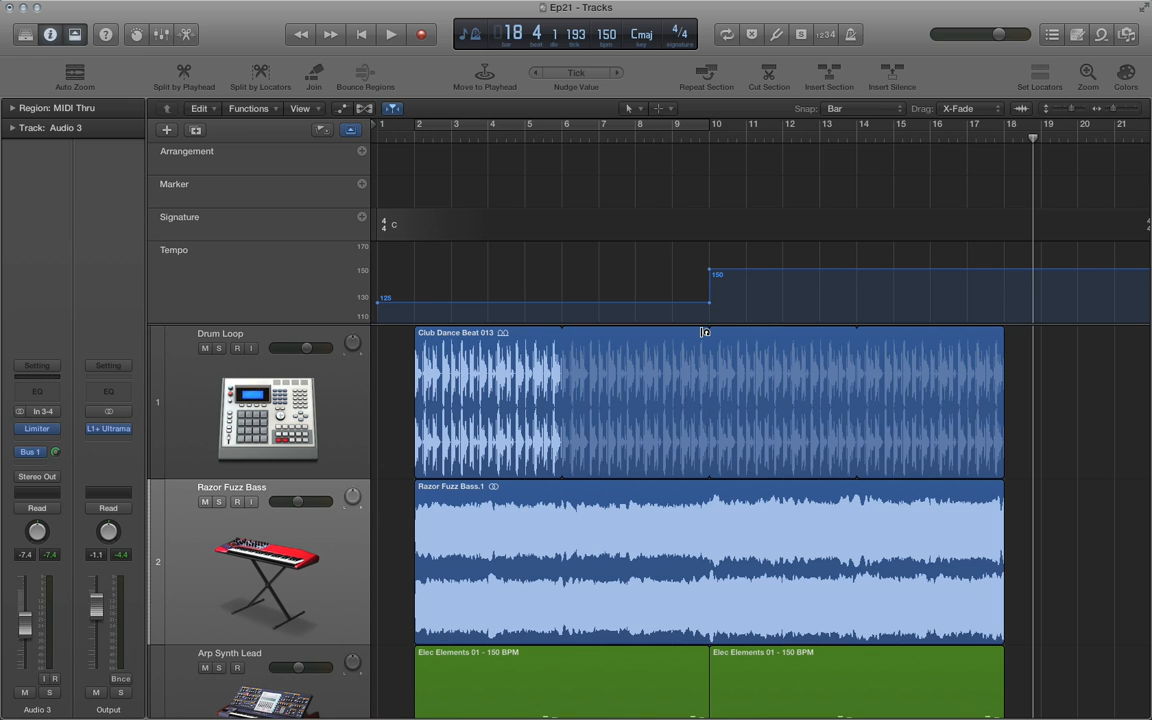 Ep21 - Tracks
18 4 1 193 150 Cmaj 4/4
bar beat div tick bpm key signature
1234
Auto Zoom Split by Playhead Split by Locators Join Bounce Regions Move to Playhead Tick Nudge Value Repeat Section Cut Section Insert Section Insert Silence Set Locators Zoom Colors
Region: MIDI Thru
Edit Functions View Snap: Bar Drag: X-Fade
Track: Audio 3
1 2 3 4 5 6 7 8 9 10 11 12 13 14 15 16 17 18 19 20 21
Arrangement
Marker
Signature
4
4
C
Tempo
170
150
130
110
125
150
Drum Loop
M S R I
1
Club Dance Beat 013
Razor Fuzz Bass
M S R I
2
Razor Fuzz Bass.1
Arp Synth Lead
M S R
Elec Elements 01 - 150 BPM Elec Elements 01 - 150 BPM
Setting Setting
EQ EQ
In 3-4
Limiter L1+ Ultrama
Bus 1
Stereo Out
Read Read
-7.4 -7.4 -1.1 -4.4
I R Bnce
M S M S
Audio 3 Output